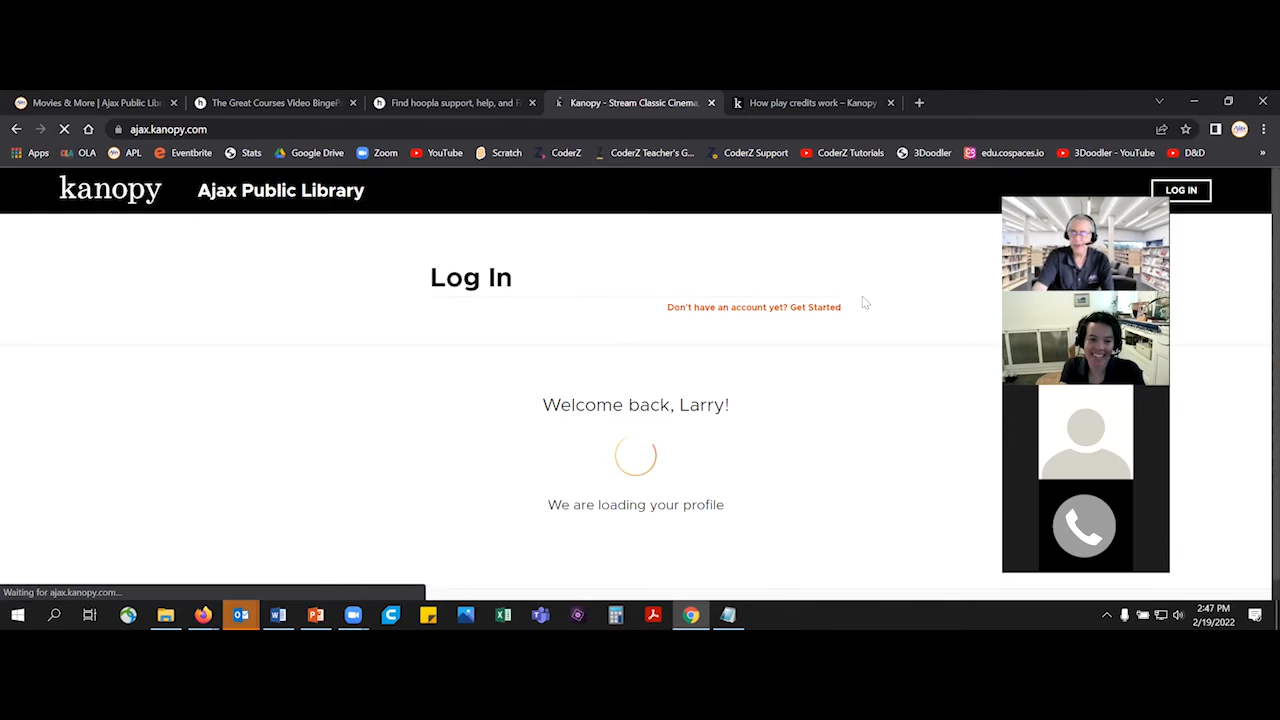 Movies & More | Ajax Public Libr
The Great Courses Video BingeP
Find hoopla support, help, and F
Kanopy - Stream Classic Cinema,
How play credits work – Kanopy
ajax.kanopy.com
Apps
OLA
APL
Eventbrite
Stats
Google Drive
Zoom
YouTube
Scratch
CoderZ
CoderZ Teacher's G...
CoderZ Support
CoderZ Tutorials
3Doodler
edu.cospaces.io
3Doodler - YouTube
D&D
kanopy
Ajax Public Library
LOG IN
Log In
Don't have an account yet? Get Started
Welcome back, Larry!
We are loading your profile
Waiting for ajax.kanopy.com...
2:47 PM
2/19/2022